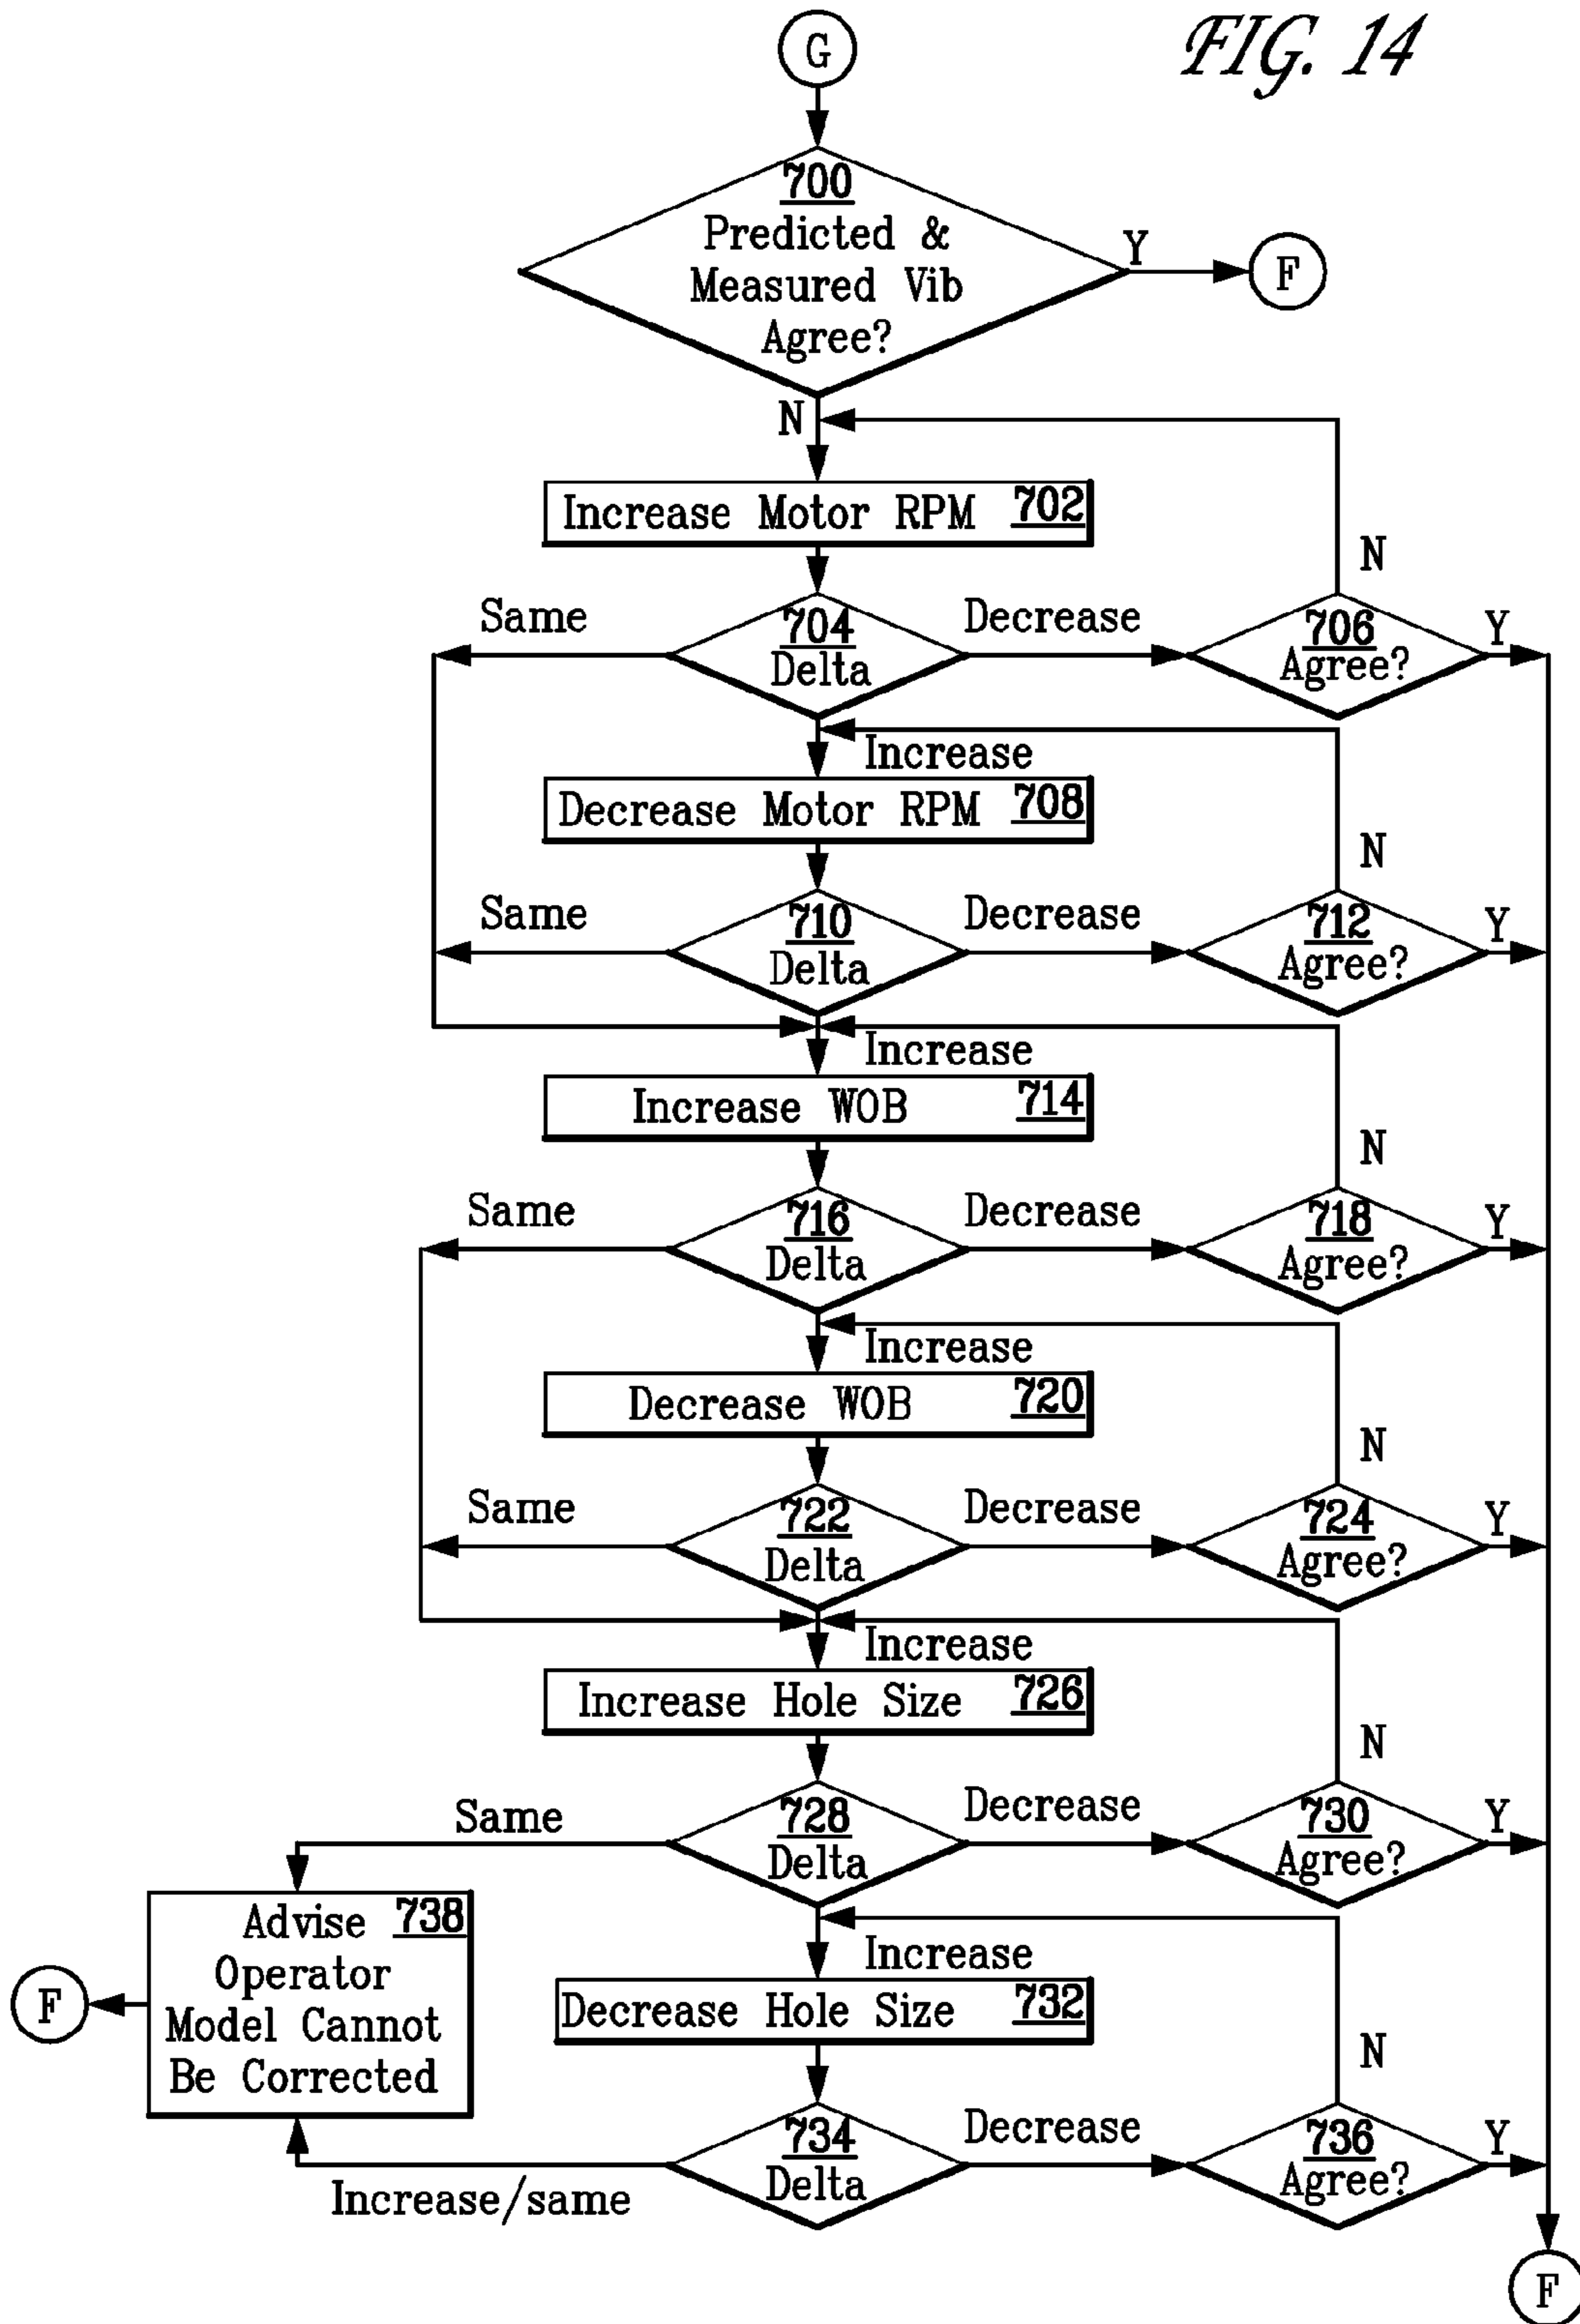 FIG. 14
G
700
Predicted &
Measured Vib
Agree?
Y
F
N
Increase Motor RPM 702
N
Same
704
Delta
Decrease
706
Agree?
Y
Increase
Decrease Motor RPM 708
N
Same
710
Delta
Decrease
712
Agree?
Y
Increase
Increase WOB 714
N
Same
716
Delta
Decrease
718
Agree?
Y
Increase
Decrease WOB 720
N
Same
722
Delta
Decrease
724
Agree?
Y
Increase
Increase Hole Size 726
N
Same
728
Delta
Decrease
730
Agree?
Y
Advise 738
Operator
Model Cannot
Be Corrected
F
Increase
Decrease Hole Size 732
N
734
Delta
Decrease
736
Agree?
Y
Increase/same
F